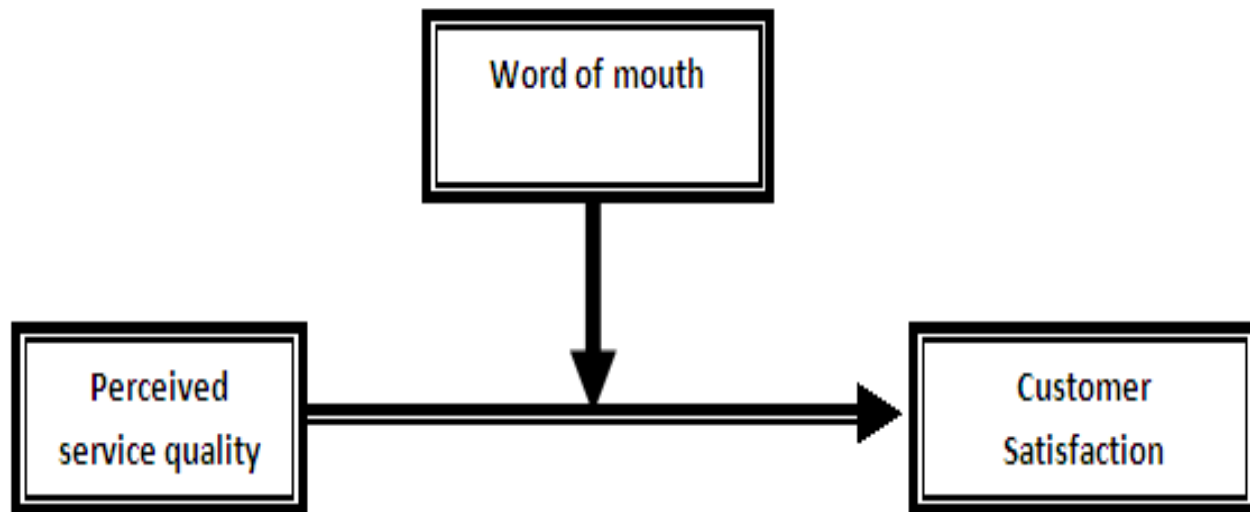 Word of mouth
Perceived
service quality
Customer
Satisfaction